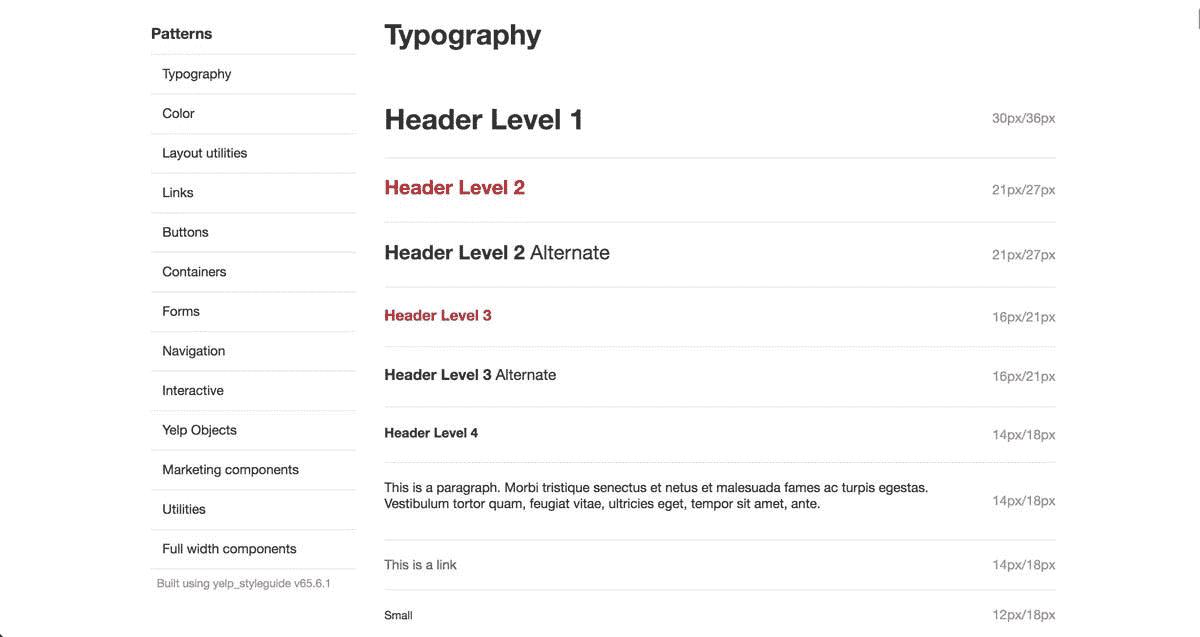 Patterns
Typography
Color
Layout utilities
Links
Buttons
Containers
Forms
Navigation
Interactive
Yelp Objects
Marketing components
Utilities
Full width components
Built using yelp_styleguide v65.6.1
Typography
Header Level 1 30px/36px
Header Level 2 21px/27px
Header Level 2 Alternate 21px/27px
Header Level 3 16px/21px
Header Level 3 Alternate 16px/21px
Header Level 4 14px/18px
This is a paragraph. Morbi tristique senectus et netus et malesuada fames ac turpis egestas.
Vestibulum tortor quam, feugiat vitae, ultricies eget, tempor sit amet, ante. 14px/18px
This is a link 14px/18px
Small 12px/18px